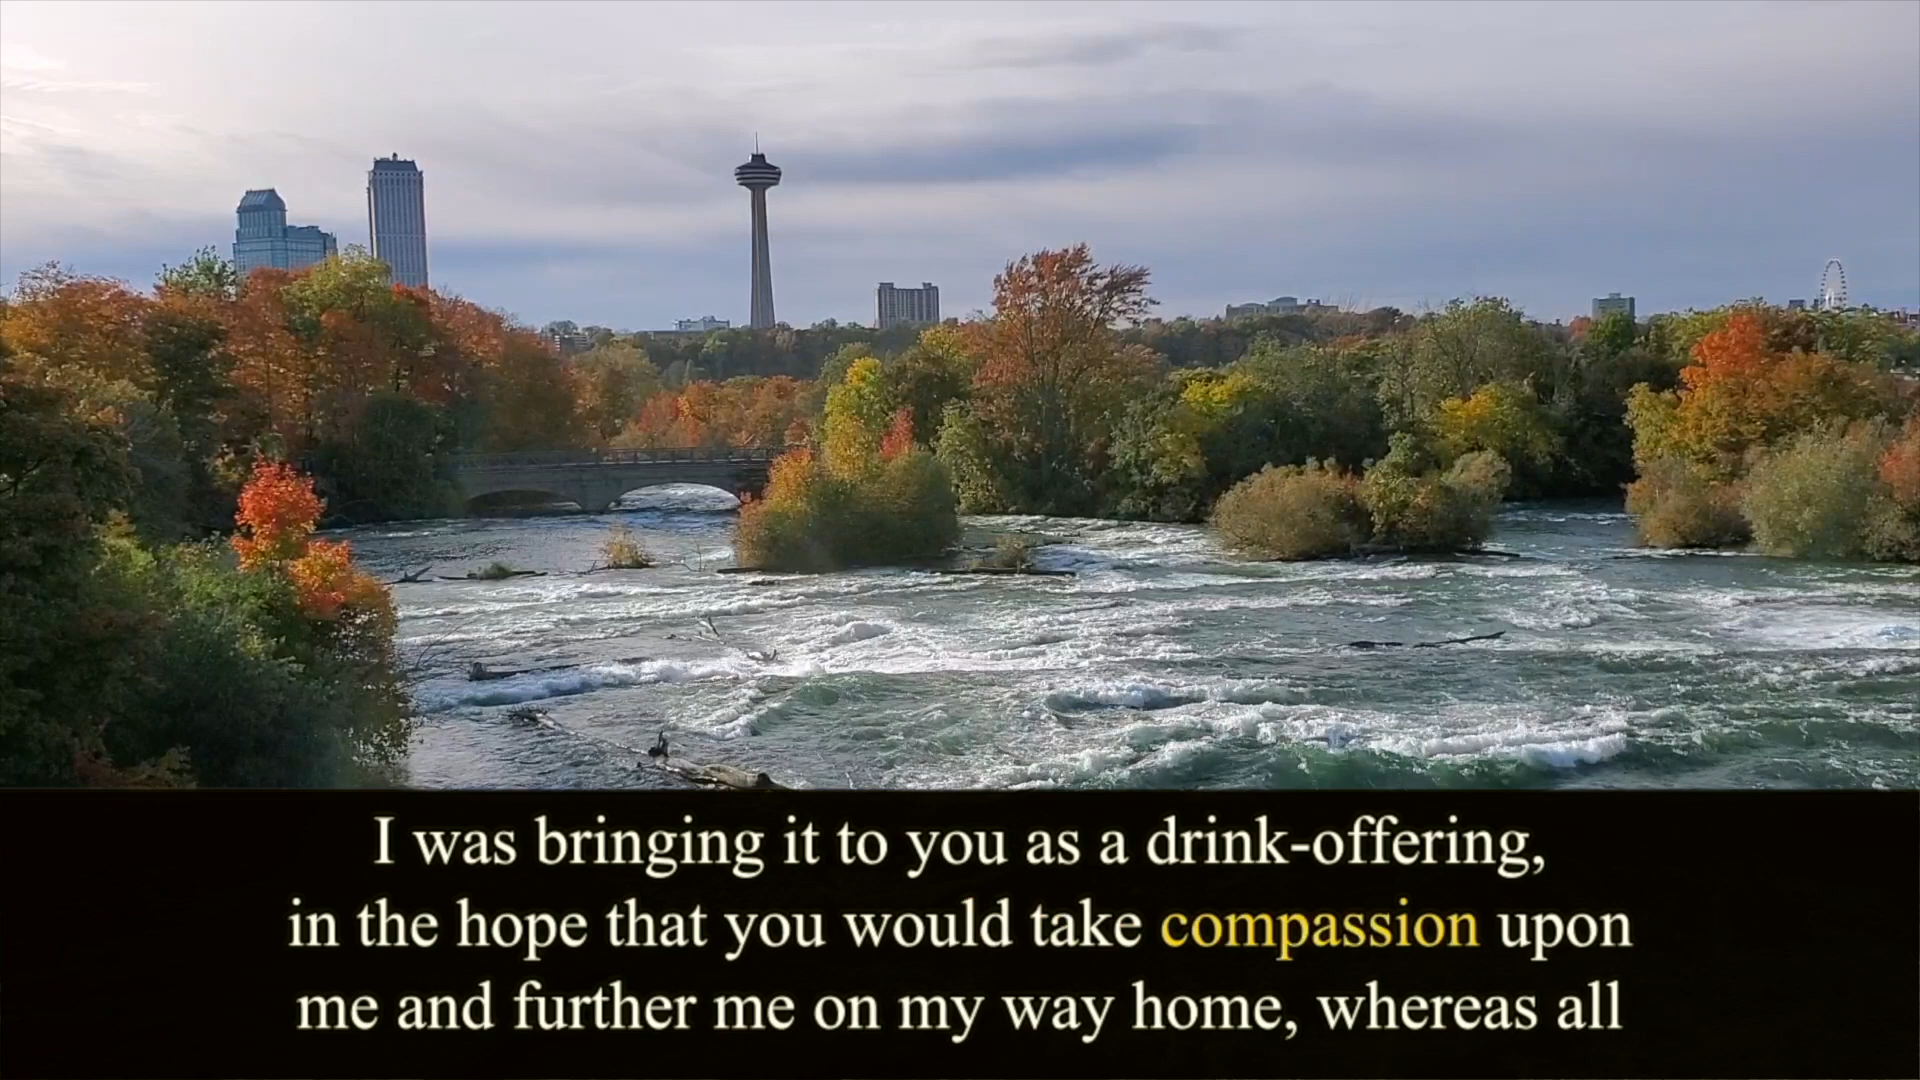 I was bringing it to you as a drink-offering,
in the hope that you would take compassion upon
me and further me on my way home, whereas all